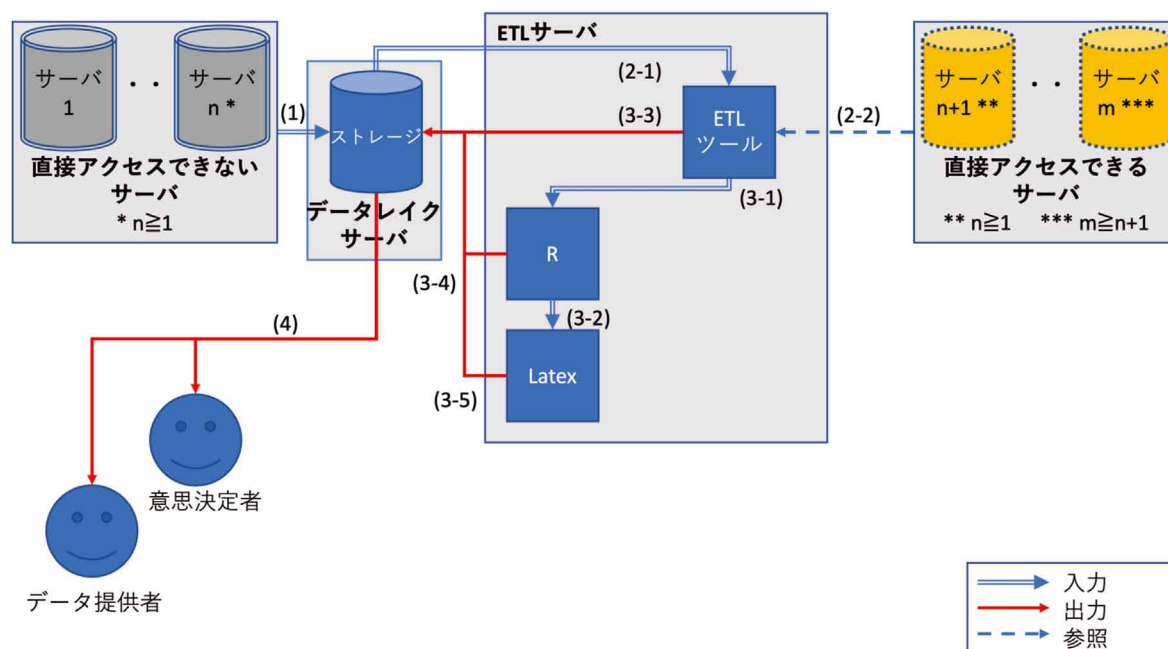 サーバ
1
・・
サーバ
n *
直接アクセスできない
サーバ
* n≧1
(1)
ストレージ
データレイク
サーバ
ETLサーバ
(2-1)
(3-3)
ETL
ツール
(3-1)
R
(3-4)
(3-2)
Latex
(3-5)
(2-2)
サーバ
n+1 **
・・
サーバ
m ***
直接アクセスできる
サーバ
** n≧1 *** m≧n+1
(4)
意思決定者
データ提供者
入力
出力
参照